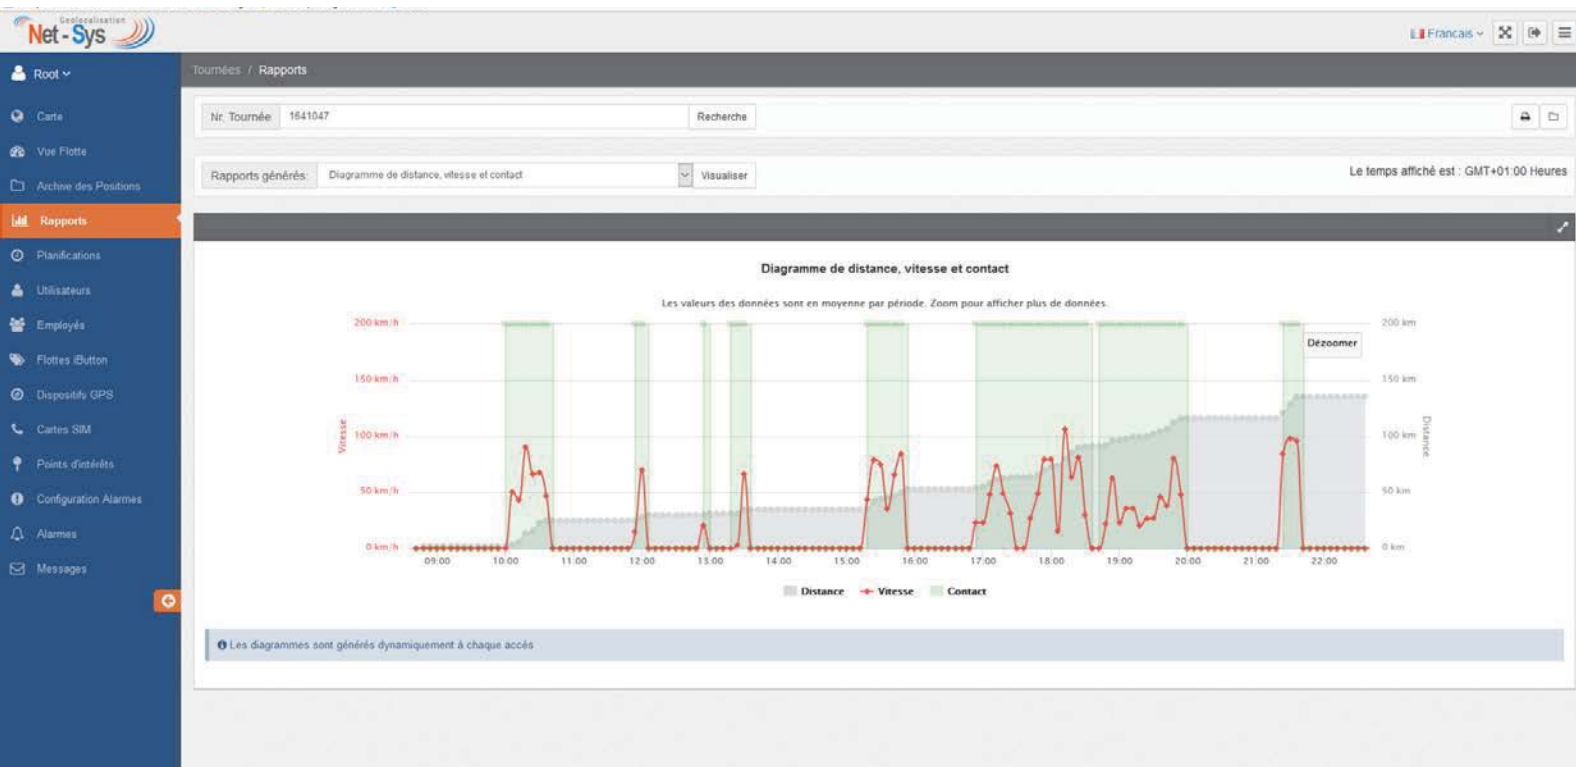 Geolocalisation
Net - Sys
Francais
Root
Tournées / Rapports
Carte
Nr. Tournée 1641047 Recherche
Vue Flotte
Archive des Positions
Rapports générés: Diagramme de distance, vitesse et contact Visualiser
Le temps affiché est : GMT+01:00 Heures
Rapports
Planifications
Utilisateurs
Employés
Flottes iButton
Dispositifs GPS
Cartes SIM
Points d'intérêts
Configuration Alarmes
Alarmes
Messages
Diagramme de distance, vitesse et contact
Les valeurs des données sont en moyenne par période. Zoom pour afficher plus de données.
200 km/h
150 km/h
100 km/h
50 km/h
0 km/h
Vitesse
200 km
150 km
100 km
50 km
0 km
Distance
Dézoomer
09:00 10:00 11:00 12:00 13:00 14:00 15:00 16:00 17:00 18:00 19:00 20:00 21:00 22:00
Distance Vitesse Contact
Les diagrammes sont générés dynamiquement à chaque accés